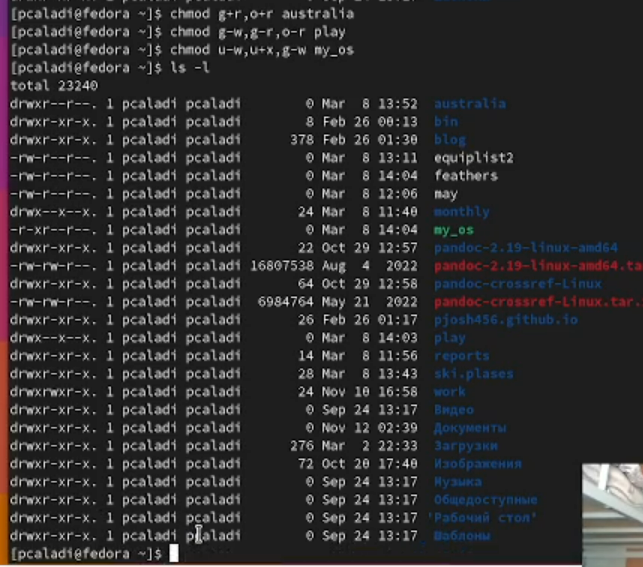 [pcaladi@fedora ~]$ chmod g+r,o+r australia
[pcaladi@fedora ~]$ chmod g-w,g-r,o-r play
[pcaladi@fedora ~]$ chmod u-w,u+x,g-w my_os
[pcaladi@fedora ~]$ ls -l
total 23240
drwxr--r--. 1 pcaladi pcaladi 0 Mar 8 13:52 australia
drwxr-xr-x. 1 pcaladi pcaladi 8 Feb 26 00:13 bin
drwxr-xr-x. 1 pcaladi pcaladi 378 Feb 26 01:30 blog
-rw-r--r--. 1 pcaladi pcaladi 0 Mar 8 13:11 equiplist2
-rw-r--r--. 1 pcaladi pcaladi 0 Mar 8 14:04 feathers
-rw-r--r--. 1 pcaladi pcaladi 0 Mar 8 12:06 may
drwx--x--x. 1 pcaladi pcaladi 24 Mar 8 11:40 monthly
-r-xr--r--. 1 pcaladi pcaladi 0 Mar 8 14:04 my_os
drwxr-xr-x. 1 pcaladi pcaladi 22 Oct 29 12:57 pandoc-2.19-linux-amd64
-rw-rw-r--. 1 pcaladi pcaladi 16807538 Aug 4 2022 pandoc-2.19-linux-amd64.ta
drwxr-xr-x. 1 pcaladi pcaladi 64 Oct 29 12:58 pandoc-crossref-Linux
-rw-rw-r--. 1 pcaladi pcaladi 6984764 May 21 2022 pandoc-crossref-Linux.tar.
drwxr-xr-x. 1 pcaladi pcaladi 26 Feb 26 01:17 pjosh456.github.io
drwx--x--x. 1 pcaladi pcaladi 0 Mar 8 14:03 play
drwxr-xr-x. 1 pcaladi pcaladi 14 Mar 8 11:56 reports
drwxr-xr-x. 1 pcaladi pcaladi 28 Mar 8 13:43 ski.plases
drwxrwxr-x. 1 pcaladi pcaladi 24 Nov 10 16:58 work
drwxr-xr-x. 1 pcaladi pcaladi 0 Sep 24 13:17 Видео
drwxr-xr-x. 1 pcaladi pcaladi 0 Nov 12 02:39 Документы
drwxr-xr-x. 1 pcaladi pcaladi 276 Mar 2 22:33 Загрузки
drwxr-xr-x. 1 pcaladi pcaladi 72 Oct 20 17:40 Изображения
drwxr-xr-x. 1 pcaladi pcaladi 0 Sep 24 13:17 Музыка
drwxr-xr-x. 1 pcaladi pcaladi 0 Sep 24 13:17 Общедоступные
drwxr-xr-x. 1 pcaladi pcaladi 0 Sep 24 13:17 'Рабочий стол'
drwxr-xr-x. 1 pcaladi pcaladi 0 Sep 24 13:17 Шаблоны
[pcaladi@fedora ~]$